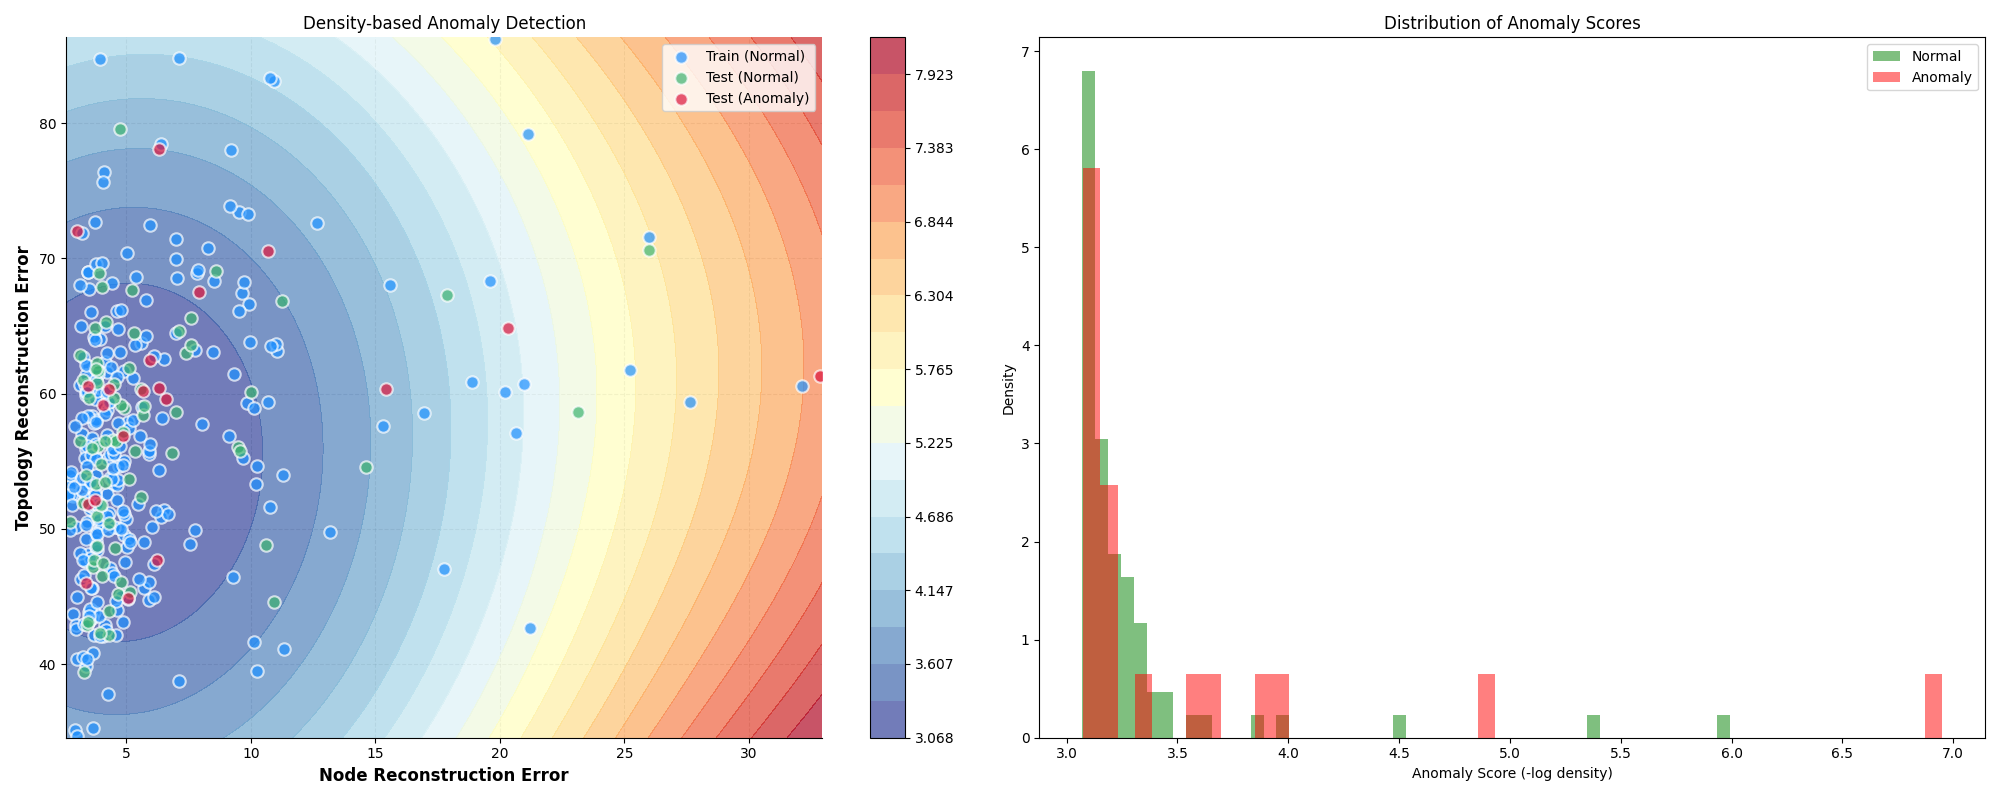 Density-based Anomaly Detection
Train (Normal)
Test (Normal)
Test (Anomaly)
Topology Reconstruction Error
80
70
60
50
40
5 10 15 20 25 30
Node Reconstruction Error
7.923
7.383
6.844
6.304
5.765
5.225
4.686
4.147
3.607
3.068
Distribution of Anomaly Scores
Normal
Anomaly
Density
7
6
5
4
3
2
1
0
3.0 3.5 4.0 4.5 5.0 5.5 6.0 6.5 7.0
Anomaly Score (-log density)